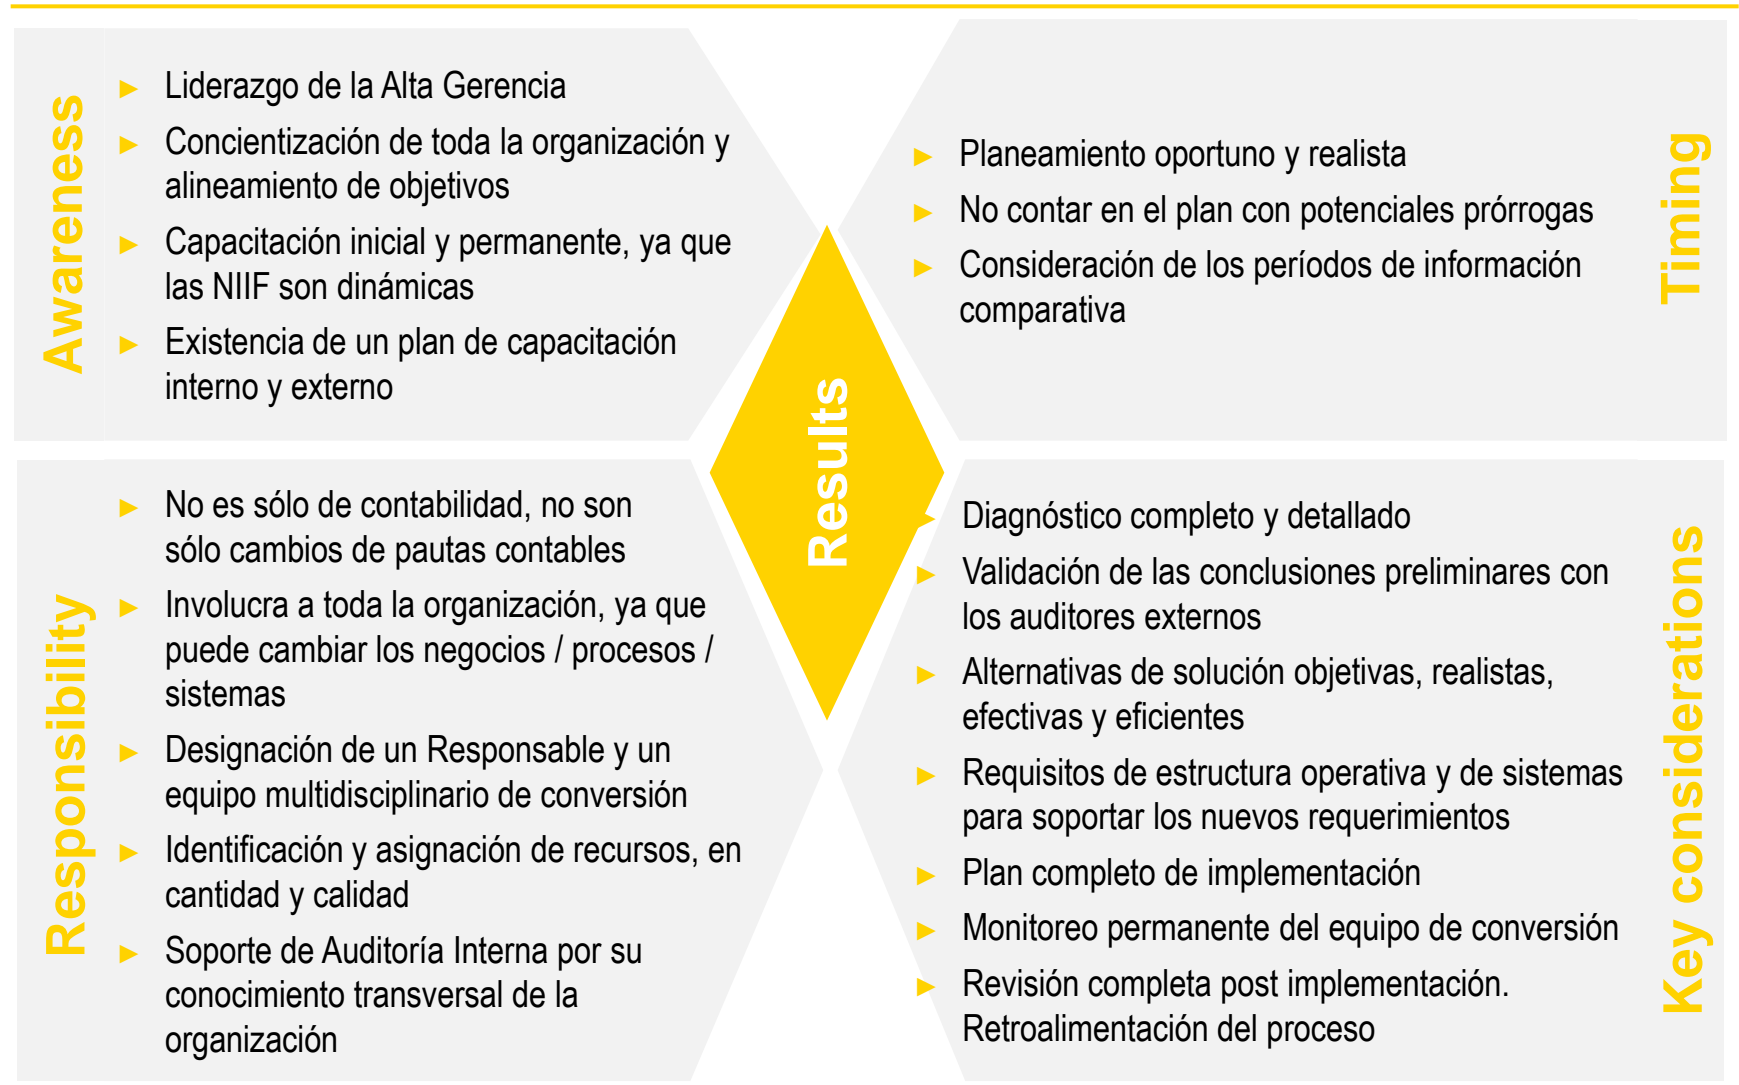 Awareness
► Liderazgo de la Alta Gerencia
► Concientización de toda la organización y
alineamiento de objetivos
► Capacitación inicial y permanente, ya que
las NIIF son dinámicas
► Existencia de un plan de capacitación
interno y externo
Timing
► Planeamiento oportuno y realista
► No contar en el plan con potenciales prórrogas
► Consideración de los períodos de información
comparativa
Results
Responsibility
► No es sólo de contabilidad, no son
sólo cambios de pautas contables
► Involucra a toda la organización, ya que
puede cambiar los negocios / procesos /
sistemas
► Designación de un Responsable y un
equipo multidisciplinario de conversión
► Identificación y asignación de recursos, en
cantidad y calidad
► Soporte de Auditoría Interna por su
conocimiento transversal de la
organización
Key considerations
► Diagnóstico completo y detallado
► Validación de las conclusiones preliminares con
los auditores externos
► Alternativas de solución objetivas, realistas,
efectivas y eficientes
► Requisitos de estructura operativa y de sistemas
para soportar los nuevos requerimientos
► Plan completo de implementación
► Monitoreo permanente del equipo de conversión
► Revisión completa post implementación.
Retroalimentación del proceso